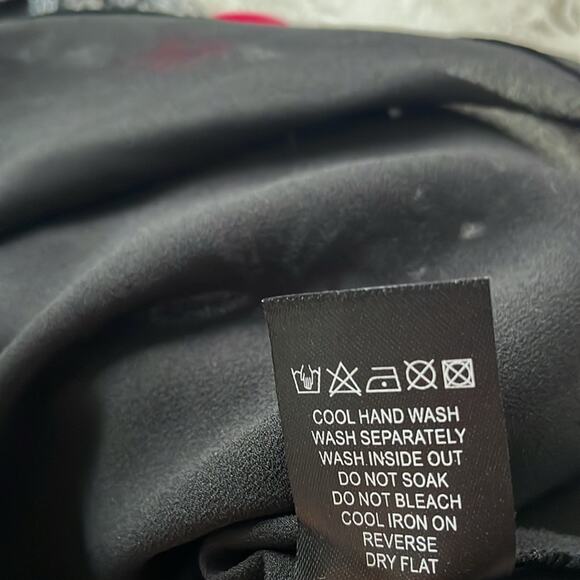 COOL HAND WASH
WASH SEPARATELY
WASH INSIDE OUT
DO NOT SOAK
DO NOT BLEACH
COOL IRON ON
REVERSE
DRY FLAT